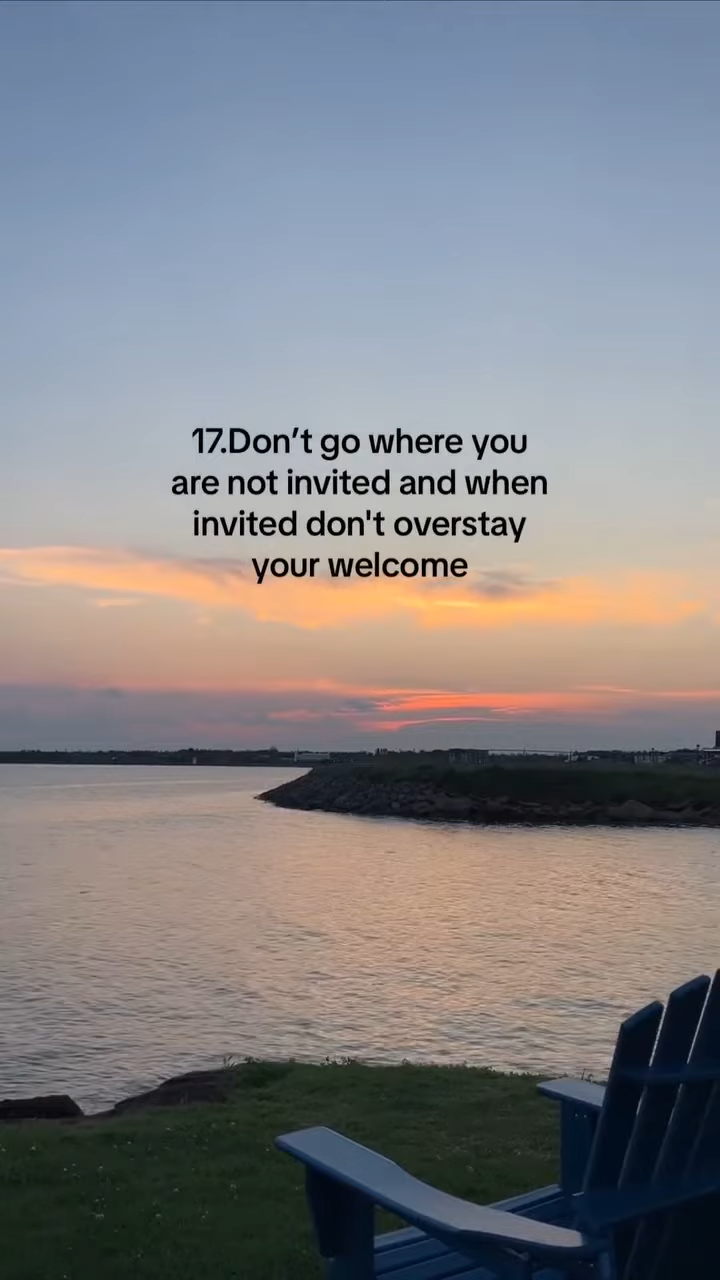 17.Don’t go where you
are not invited and when
invited don't overstay
your welcome